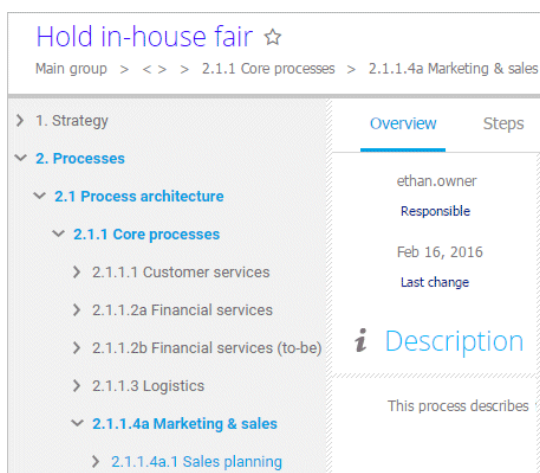 Hold in-house fair
Main group > < > > 2.1.1 Core processes > 2.1.1.4a Marketing & sales
1. Strategy
2. Processes
2.1 Process architecture
2.1.1 Core processes
2.1.1.1 Customer services
2.1.1.2a Financial services
2.1.1.2b Financial services (to-be)
2.1.1.3 Logistics
2.1.1.4a Marketing & sales
2.1.1.4a.1 Sales planning
Overview Steps
ethan.owner
Responsible
Feb 16, 2016
Last change
i Description
This process describes